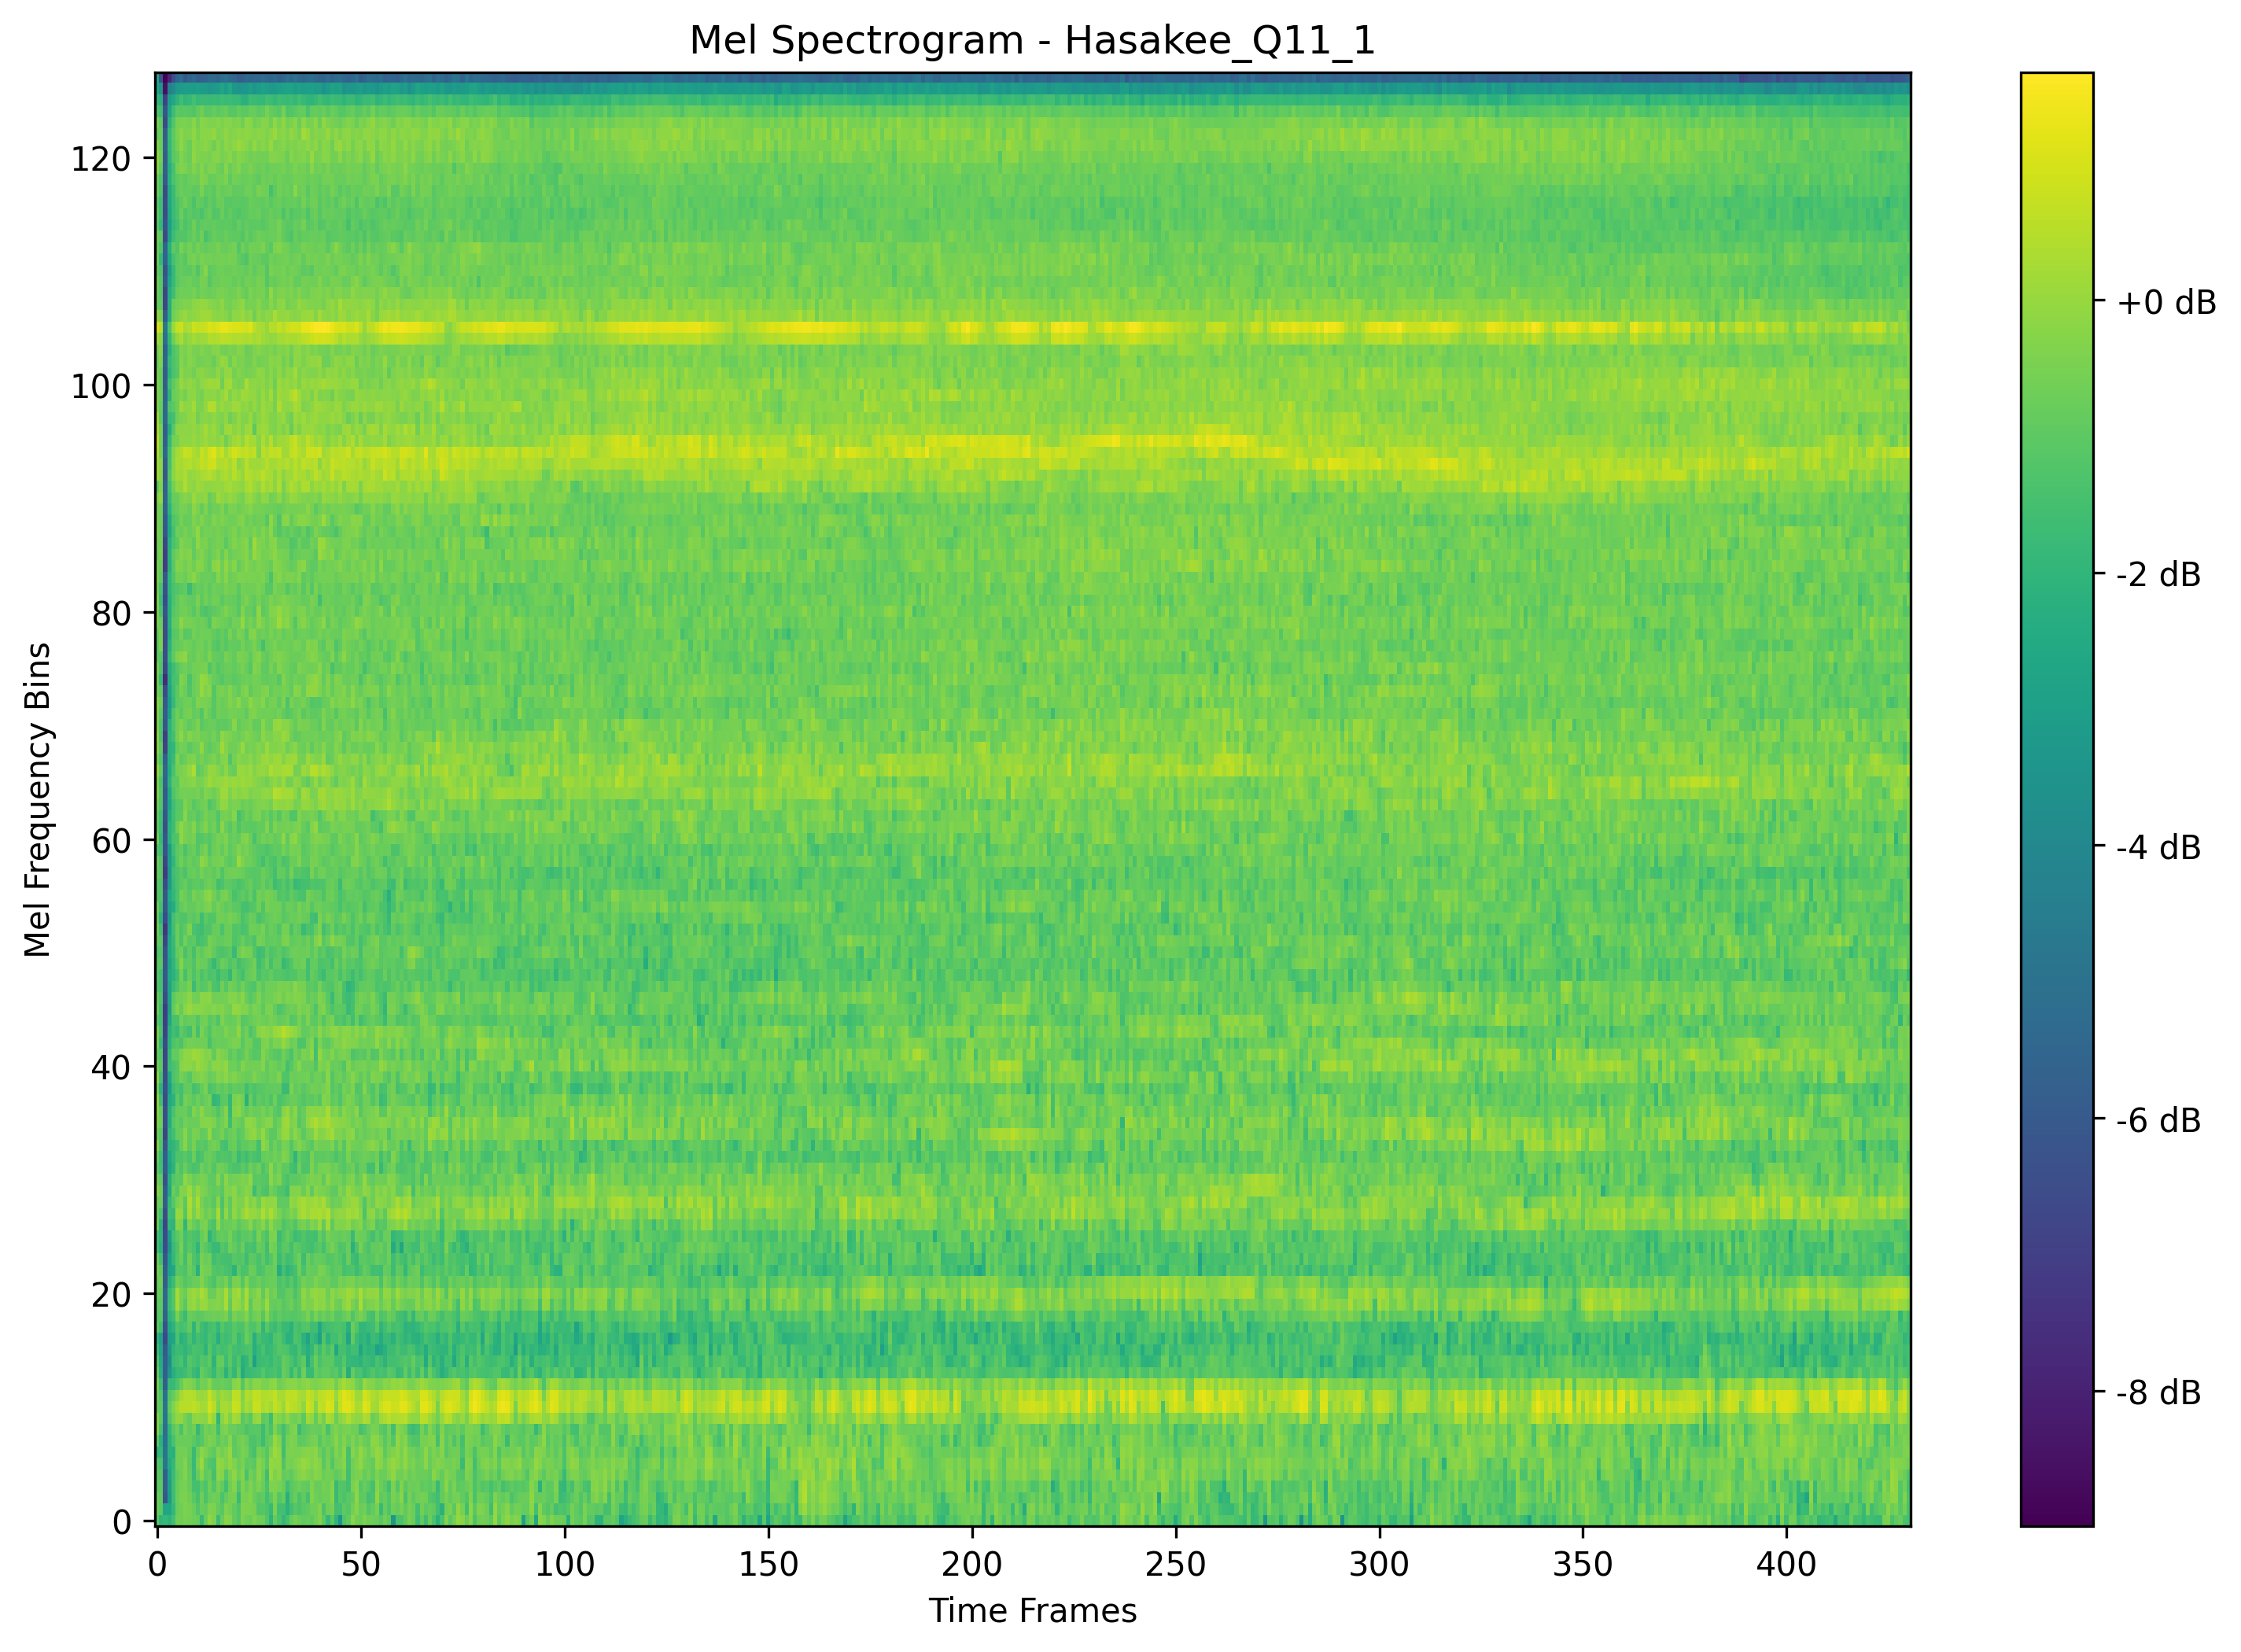 Mel Spectrogram - Hasakee_Q11_1
Mel Frequency Bins
120
100
80
60
40
20
0
0 50 100 150 200 250 300 350 400
Time Frames
+0 dB
-2 dB
-4 dB
-6 dB
-8 dB